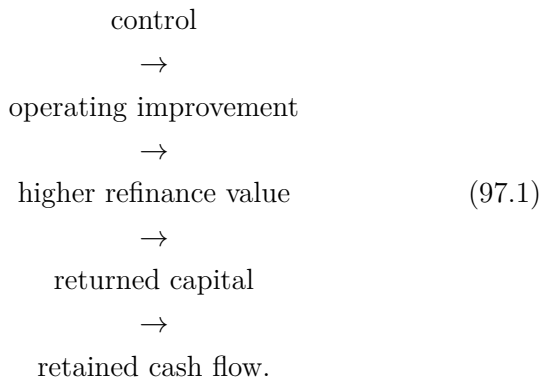 control
→
operating improvement
→
higher refinance value (97.1)
→
returned capital
→
retained cash flow.